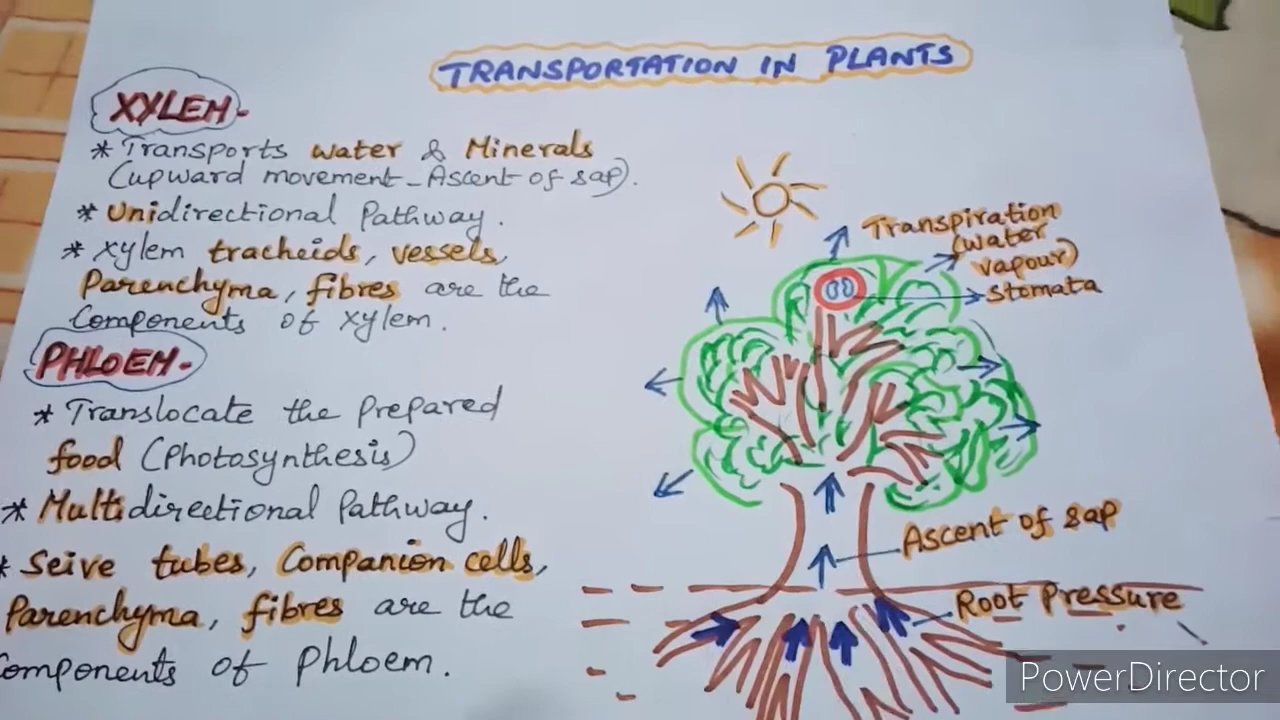 TRANSPORTATION IN PLANTS
XYLEM-
* Transports water & Minerals
(upward movement - Ascent of sap).
* Unidirectional Pathway.
* Xylem tracheids, vessels,
Parenchyma, fibres are the
Components of Xylem.
PHLOEM-
* Translocate the prepared
food (Photosynthesis)
* Multidirectional Pathway.
* Seive tubes, Companion cells,
Parenchyma, fibres are the
Components of Phloem.
Transpiration
(water
vapour)
Stomata
Ascent of sap
Root Pressure
PowerDirector